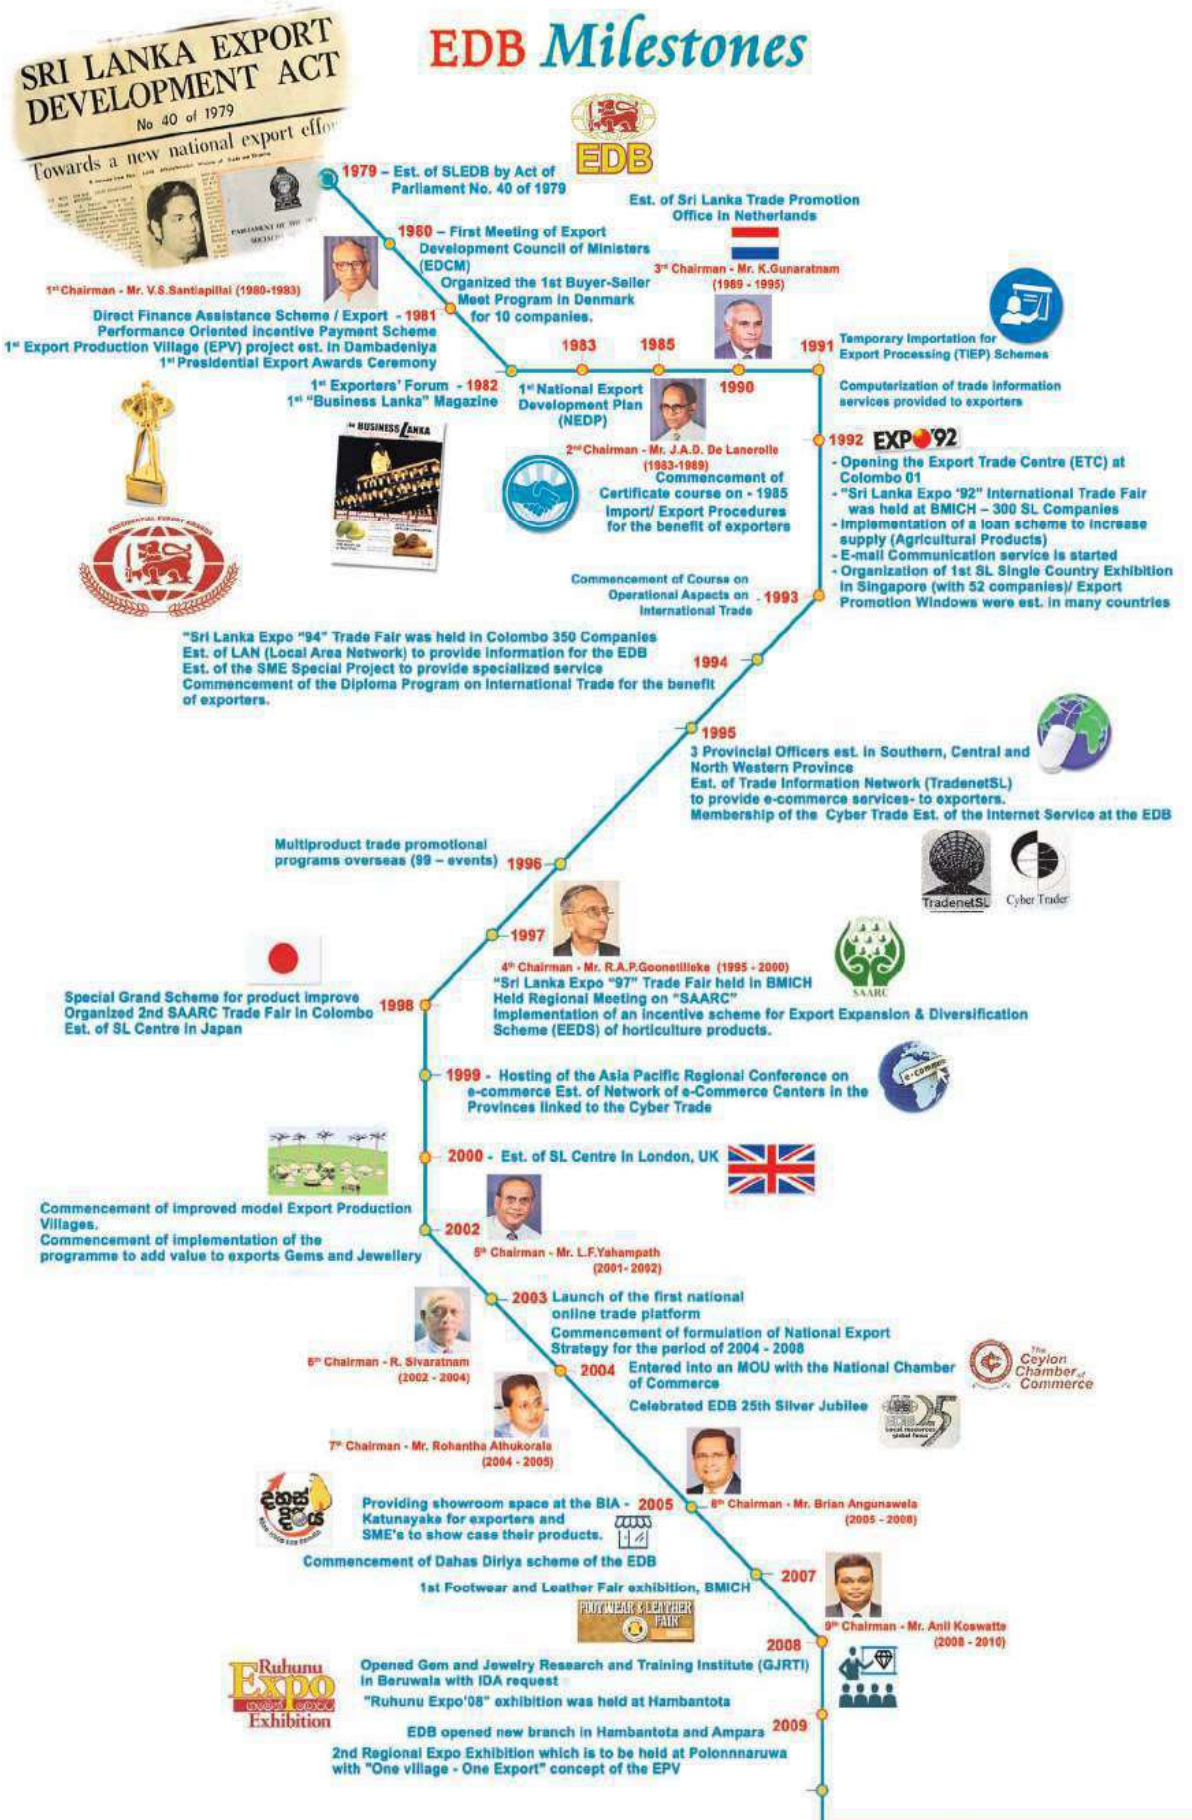 SRI LANKA EXPORT
DEVELOPMENT ACT
No 40 of 1979
Towards a new national export effor
EDB Milestones
EDB
1979 – Est. of SLEDB by Act of
Parliament No. 40 of 1979
Est. of Sri Lanka Trade Promotion
Office in Netherlands
1980 – First Meeting of Export
Development Council of Ministers
(EDCM)
Organized the 1st Buyer-Seller
Meet Program in Denmark
for 10 companies.
3rd Chairman - Mr. K.Gunaratnam
(1989 - 1995)
1st Chairman - Mr. V.S.Santiapillai (1980-1983)
Direct Finance Assistance Scheme / Export - 1981
Performance Oriented Incentive Payment Scheme
1st Export Production Village (EPV) project est. in Dambadeniya
1st Presidential Export Awards Ceremony
1st Exporters' Forum - 1982
1st "Business Lanka" Magazine
BUSINESS LANKA
PRESIDENTIAL EXPORT AWARDS
1983
1st National Export
Development Plan
(NEDP)
1985
2nd Chairman - Mr. J.A.D. De Lanerolle
(1983-1989)
Commencement of
Certificate course on - 1985
Import/ Export Procedures
for the benefit of exporters
1990
1991
Temporary Importation for
Export Processing (TIEP) Schemes
Computerization of trade information
services provided to exporters
1992 EXPO '92
- Opening the Export Trade Centre (ETC) at
Colombo 01
- "Sri Lanka Expo '92" International Trade Fair
was held at BMICH – 300 SL Companies
- Implementation of a loan scheme to increase
supply (Agricultural Products)
- E-mail Communication service is started
- Organization of 1st SL Single Country Exhibition
in Singapore (with 52 companies)/ Export
Promotion Windows were est. in many countries
Commencement of Course on
Operational Aspects on - 1993
International Trade
"Sri Lanka Expo "94" Trade Fair was held in Colombo 350 Companies
Est. of LAN (Local Area Network) to provide information for the EDB
Est. of the SME Special Project to provide specialized service
Commencement of the Diploma Program on International Trade for the benefit
of exporters.
1994
1995
3 Provincial Officers est. in Southern, Central and
North Western Province
Est. of Trade Information Network (TradenetSL)
to provide e-commerce services- to exporters.
Membership of the Cyber Trade Est. of the Internet Service at the EDB
TradenetSL
Cyber Trader
Multiproduct trade promotional
programs overseas (99 – events) 1996
1997
4th Chairman - Mr. R.A.P.Goonetilleke (1995 - 2000)
"Sri Lanka Expo "97" Trade Fair held in BMICH
Held Regional Meeting on "SAARC"
Implementation of an incentive scheme for Export Expansion & Diversification
Scheme (EEDS) of horticulture products.
SAARC
Special Grand Scheme for product improve
Organized 2nd SAARC Trade Fair in Colombo 1998
Est. of SL Centre in Japan
1999 - Hosting of the Asia Pacific Regional Conference on
e-commerce Est. of Network of e-Commerce Centers in the
Provinces linked to the Cyber Trade
e-commerce
2000 - Est. of SL Centre in London, UK
Commencement of improved model Export Production
Villages.
Commencement of implementation of the
programme to add value to exports Gems and Jewellery
2002
5th Chairman - Mr. L.F.Yahampath
(2001- 2002)
2003 Launch of the first national
online trade platform
Commencement of formulation of National Export
Strategy for the period of 2004 - 2008
6th Chairman - R. Sivaratnam
(2002 - 2004)
2004 Entered into an MOU with the National Chamber
of Commerce
Celebrated EDB 25th Silver Jubilee
The
Ceylon
Chamber of
Commerce
25
Local resources
global focus
7th Chairman - Mr. Rohantha Athukorala
(2004 - 2005)
දහස්
දිරිය
Providing showroom space at the BIA - 2005
Katunayake for exporters and
SME's to show case their products.
8th Chairman - Mr. Brian Angunawela
(2005 - 2008)
Commencement of Dahas Diriya scheme of the EDB
2007
1st Footwear and Leather Fair exhibition, BMICH
FOOTWEAR & LEATHER
FAIR
9th Chairman - Mr. Anil Koswatte
(2008 - 2010)
2008
Opened Gem and Jewelry Research and Training Institute (GJRTI)
in Beruwala with IDA request
"Ruhunu Expo'08" exhibition was held at Hambantota
Ruhunu
Expo
Exhibition
EDB opened new branch in Hambantota and Ampara 2009
2nd Regional Expo Exhibition which is to be held at Polonnnaruwa
with "One village - One Export" concept of the EPV